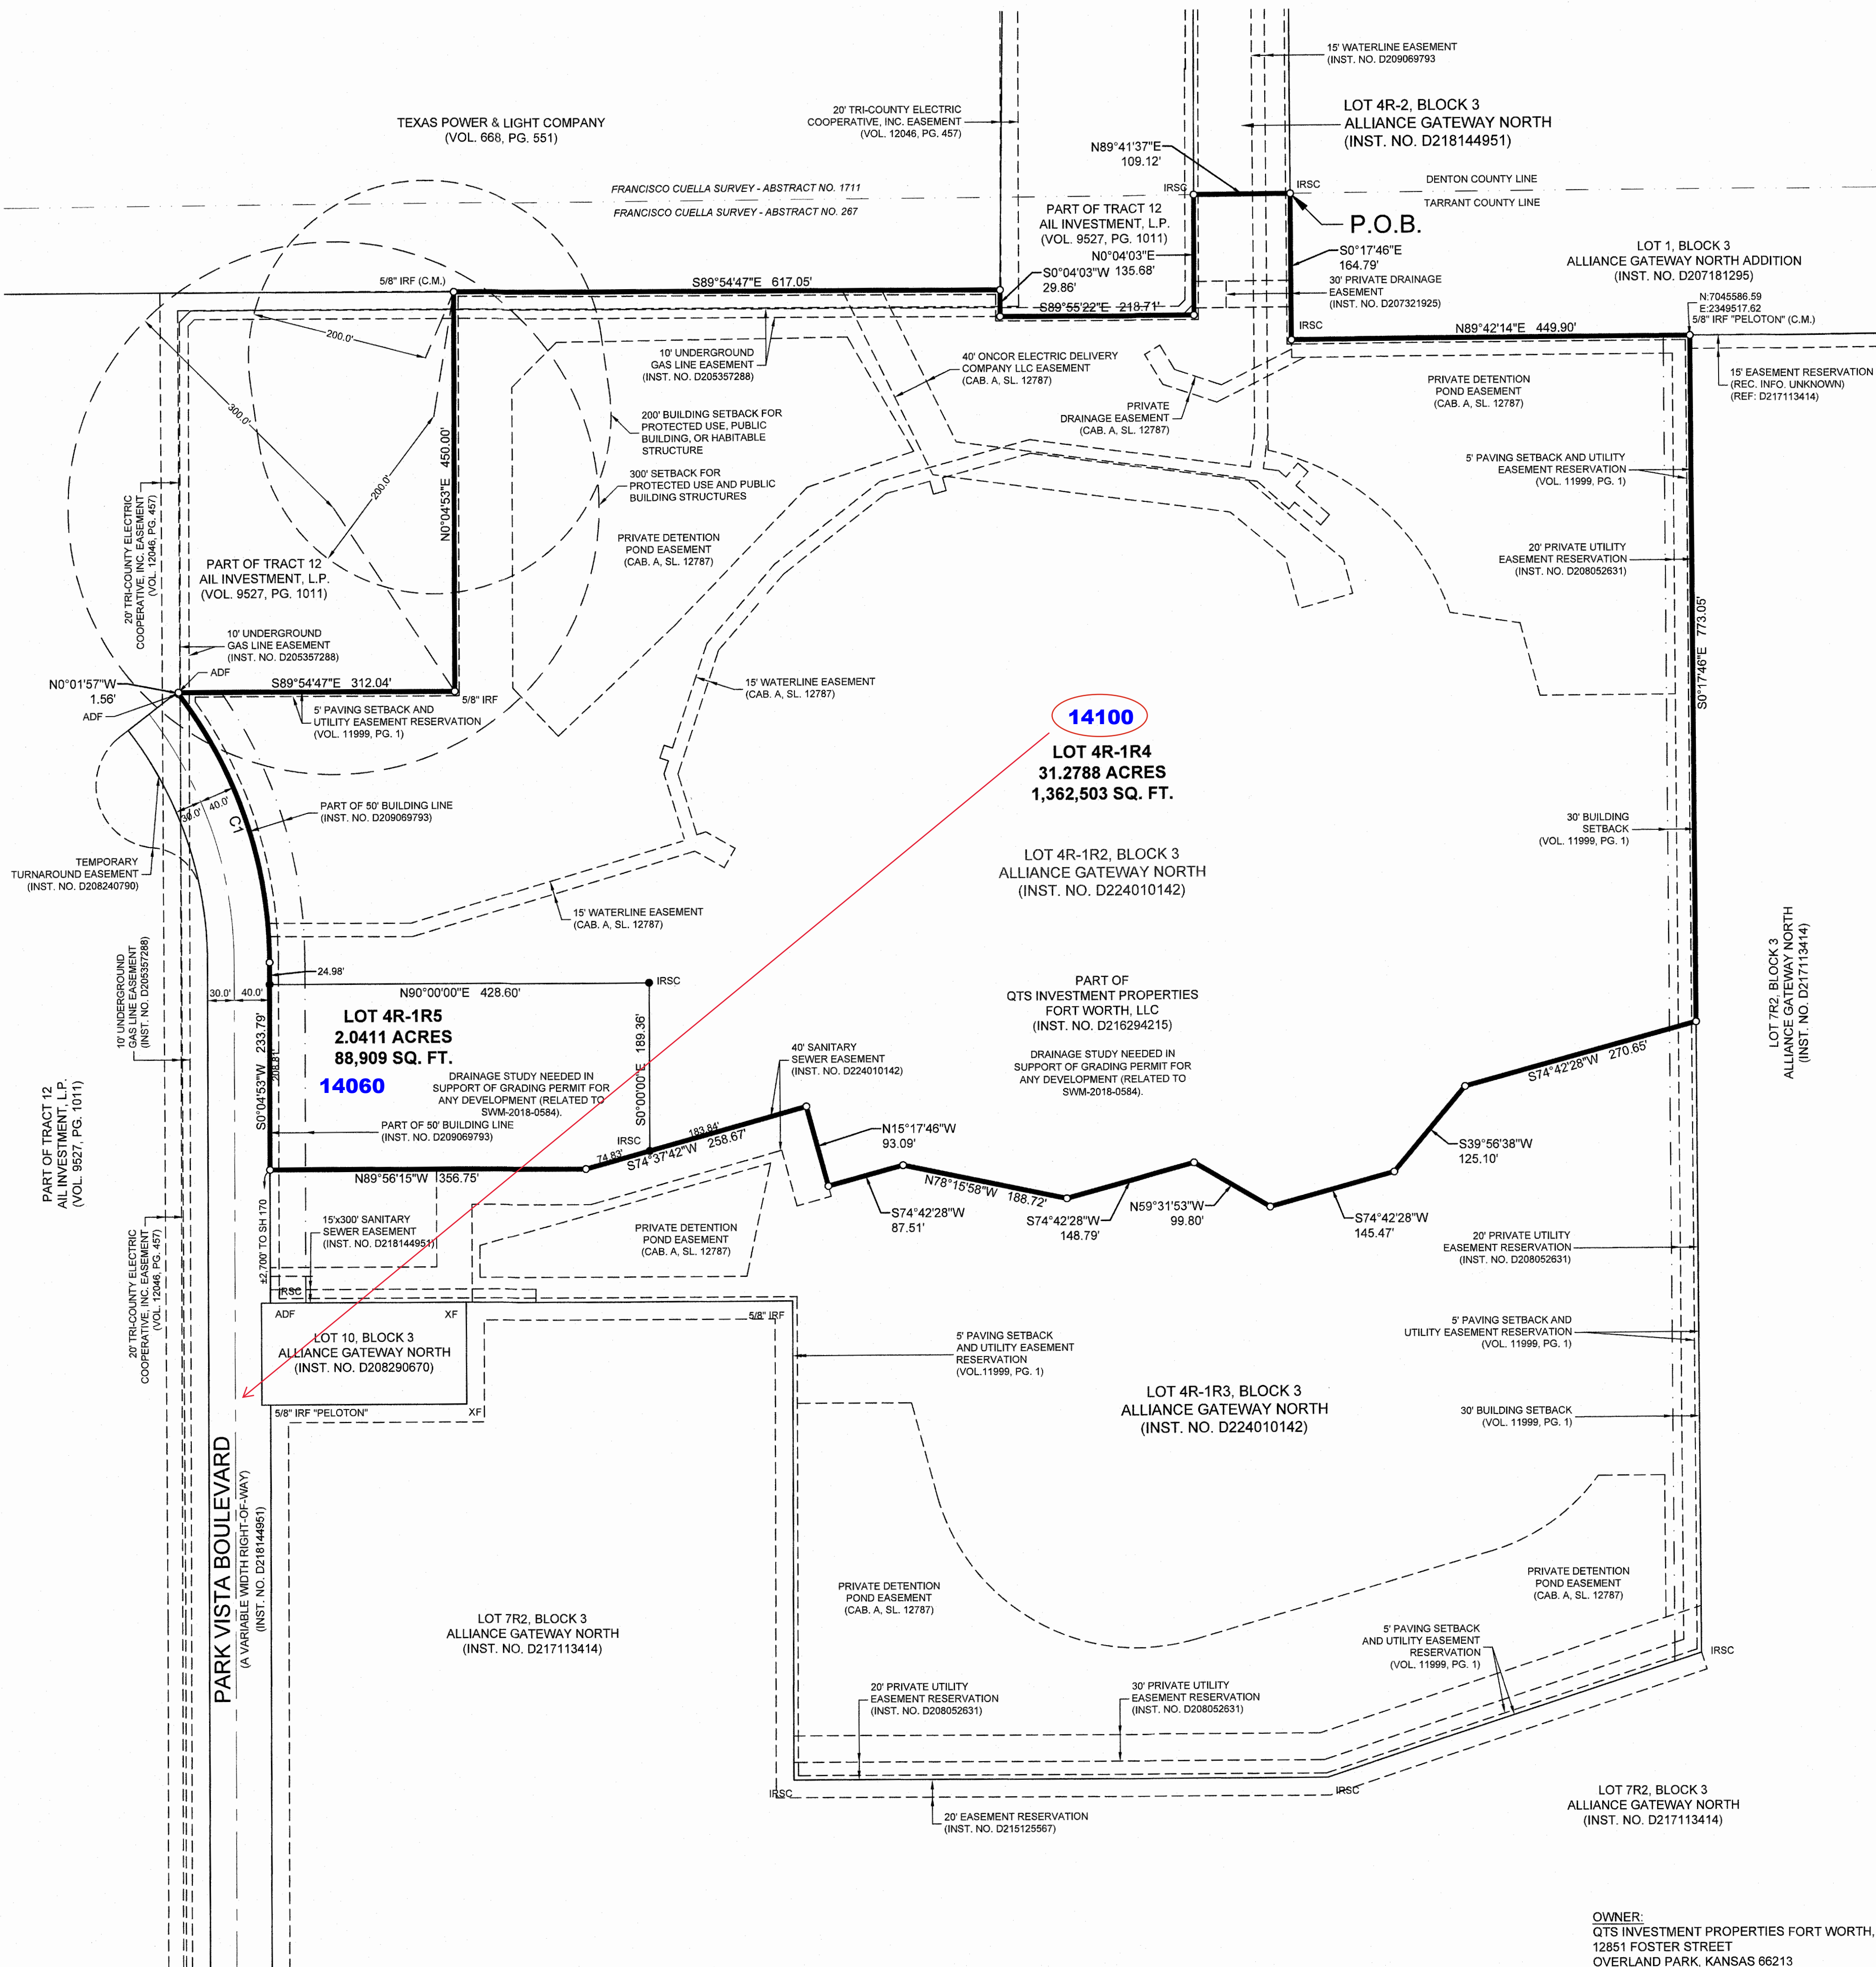 15' WATERLINE EASEMENT
(INST. NO. D209069793
LOT 4R-2, BLOCK 3
ALLIANCE GATEWAY NORTH
(INST. NO. D218144951)
20' TRI-COUNTY ELECTRIC
COOPERATIVE, INC. EASEMENT
(VOL. 12046, PG. 457)
TEXAS POWER & LIGHT COMPANY
(VOL. 668, PG. 551)
N89°41'37"E
109.12'
FRANCISCO CUELLA SURVEY - ABSTRACT NO. 1711
FRANCISCO CUELLA SURVEY - ABSTRACT NO. 267
IRSC
IRSC
DENTON COUNTY LINE
TARRANT COUNTY LINE
P.O.B.
PART OF TRACT 12
AIL INVESTMENT, L.P.
(VOL. 9527, PG. 1011)
N0°04'03"E
135.68'
S0°04'03"W
29.86'
S0°17'46"E
164.79'
30' PRIVATE DRAINAGE
EASEMENT
(INST. NO. D207321925)
LOT 1, BLOCK 3
ALLIANCE GATEWAY NORTH ADDITION
(INST. NO. D207181295)
N:7045586.59
E:2349517.62
5/8" IRF "PELOTON" (C.M.)
5/8" IRF (C.M.)
S89°54'47"E 617.05'
S89°55'22"E 218.71'
IRSC
N89°42'14"E 449.90'
15' EASEMENT RESERVATION
(REC. INFO. UNKNOWN)
(REF: D217113414)
200.0'
300.0'
200.0'
10' UNDERGROUND
GAS LINE EASEMENT
(INST. NO. D205357288)
40' ONCOR ELECTRIC DELIVERY
COMPANY LLC EASEMENT
(CAB. A, SL. 12787)
PRIVATE
DRAINAGE EASEMENT
(CAB. A, SL. 12787)
PRIVATE DETENTION
POND EASEMENT
(CAB. A, SL. 12787)
200' BUILDING SETBACK FOR
PROTECTED USE, PUBLIC
BUILDING, OR HABITABLE
STRUCTURE
300' SETBACK FOR
PROTECTED USE AND PUBLIC
BUILDING STRUCTURES
N0°04'53"E 450.00'
5' PAVING SETBACK AND UTILITY
EASEMENT RESERVATION
(VOL. 11999, PG. 1)
20' TRI-COUNTY ELECTRIC
COOPERATIVE, INC. EASEMENT
(VOL. 12046, PG. 457)
PART OF TRACT 12
AIL INVESTMENT, L.P.
(VOL. 9527, PG. 1011)
PRIVATE DETENTION
POND EASEMENT
(CAB. A, SL. 12787)
20' PRIVATE UTILITY
EASEMENT RESERVATION
(INST. NO. D208052631)
S0°17'46"E 773.05'
10' UNDERGROUND
GAS LINE EASEMENT
(INST. NO. D205357288)
ADF
N0°01'57"W
1.56'
ADF
S89°54'47"E 312.04'
5/8" IRF
5' PAVING SETBACK AND
UTILITY EASEMENT RESERVATION
(VOL. 11999, PG. 1)
15' WATERLINE EASEMENT
(CAB. A, SL. 12787)
14100
LOT 4R-1R4
31.2788 ACRES
1,362,503 SQ. FT.
30.0'
40.0'
C1
PART OF 50' BUILDING LINE
(INST. NO. D209069793)
30' BUILDING
SETBACK
(VOL. 11999, PG. 1)
TEMPORARY
TURNAROUND EASEMENT
(INST. NO. D208240790)
LOT 4R-1R2, BLOCK 3
ALLIANCE GATEWAY NORTH
(INST. NO. D224010142)
15' WATERLINE EASEMENT
(CAB. A, SL. 12787)
10' UNDERGROUND
GAS LINE EASEMENT
(INST. NO. D205357288)
LOT 7R2, BLOCK 3
ALLIANCE GATEWAY NORTH
(INST. NO. D217113414)
24.98'
30.0'
40.0'
N90°00'00"E 428.60'
IRSC
PART OF
QTS INVESTMENT PROPERTIES
FORT WORTH, LLC
(INST. NO. D216294215)
LOT 4R-1R5
2.0411 ACRES
88,909 SQ. FT.
14060
S0°04'53"W 233.79'
208.81'
S0°00'00"E 189.36'
DRAINAGE STUDY NEEDED IN
SUPPORT OF GRADING PERMIT FOR
ANY DEVELOPMENT (RELATED TO
SWM-2018-0584).
40' SANITARY
SEWER EASEMENT
(INST. NO. D224010142)
DRAINAGE STUDY NEEDED IN
SUPPORT OF GRADING PERMIT FOR
ANY DEVELOPMENT (RELATED TO
SWM-2018-0584).
S74°42'28"W 270.65'
PART OF 50' BUILDING LINE
(INST. NO. D209069793)
IRSC
183.84'
74.83'
S74°37'42"W 258.67'
N15°17'46"W
93.09'
S39°56'38"W
125.10'
PART OF TRACT 12
AIL INVESTMENT, L.P.
(VOL. 9527, PG. 1011)
N89°56'15"W 356.75'
N78°15'58"W 188.72'
S74°42'28"W
87.51'
S74°42'28"W
148.79'
N59°31'53"W
99.80'
S74°42'28"W
145.47'
±2,700' TO SH 170
15'x300' SANITARY
SEWER EASEMENT
(INST. NO. D218144951)
PRIVATE DETENTION
POND EASEMENT
(CAB. A, SL. 12787)
20' PRIVATE UTILITY
EASEMENT RESERVATION
(INST. NO. D208052631)
20' TRI-COUNTY ELECTRIC
COOPERATIVE, INC. EASEMENT
(VOL. 12046, PG. 457)
IRSC
ADF
XF
5/8" IRF
LOT 10, BLOCK 3
ALLIANCE GATEWAY NORTH
(INST. NO. D208290670)
5' PAVING SETBACK
AND UTILITY EASEMENT
RESERVATION
(VOL.11999, PG. 1)
5' PAVING SETBACK AND
UTILITY EASEMENT RESERVATION
(VOL. 11999, PG. 1)
5/8" IRF "PELOTON"
XF
LOT 4R-1R3, BLOCK 3
ALLIANCE GATEWAY NORTH
(INST. NO. D224010142)
30' BUILDING SETBACK
(VOL. 11999, PG. 1)
PARK VISTA BOULEVARD
(A VARIABLE WIDTH RIGHT-OF-WAY)
(INST. NO. D218144951)
PRIVATE DETENTION
POND EASEMENT
(CAB. A, SL. 12787)
PRIVATE DETENTION
POND EASEMENT
(CAB. A, SL. 12787)
LOT 7R2, BLOCK 3
ALLIANCE GATEWAY NORTH
(INST. NO. D217113414)
5' PAVING SETBACK
AND UTILITY EASEMENT
RESERVATION
(VOL. 11999, PG. 1)
IRSC
20' PRIVATE UTILITY
EASEMENT RESERVATION
(INST. NO. D208052631)
30' PRIVATE UTILITY
EASEMENT RESERVATION
(INST. NO. D208052631)
IRSC
IRSC
20' EASEMENT RESERVATION
(INST. NO. D215125567)
LOT 7R2, BLOCK 3
ALLIANCE GATEWAY NORTH
(INST. NO. D217113414)
OWNER:
QTS INVESTMENT PROPERTIES FORT WORTH,
12851 FOSTER STREET
OVERLAND PARK, KANSAS 66213